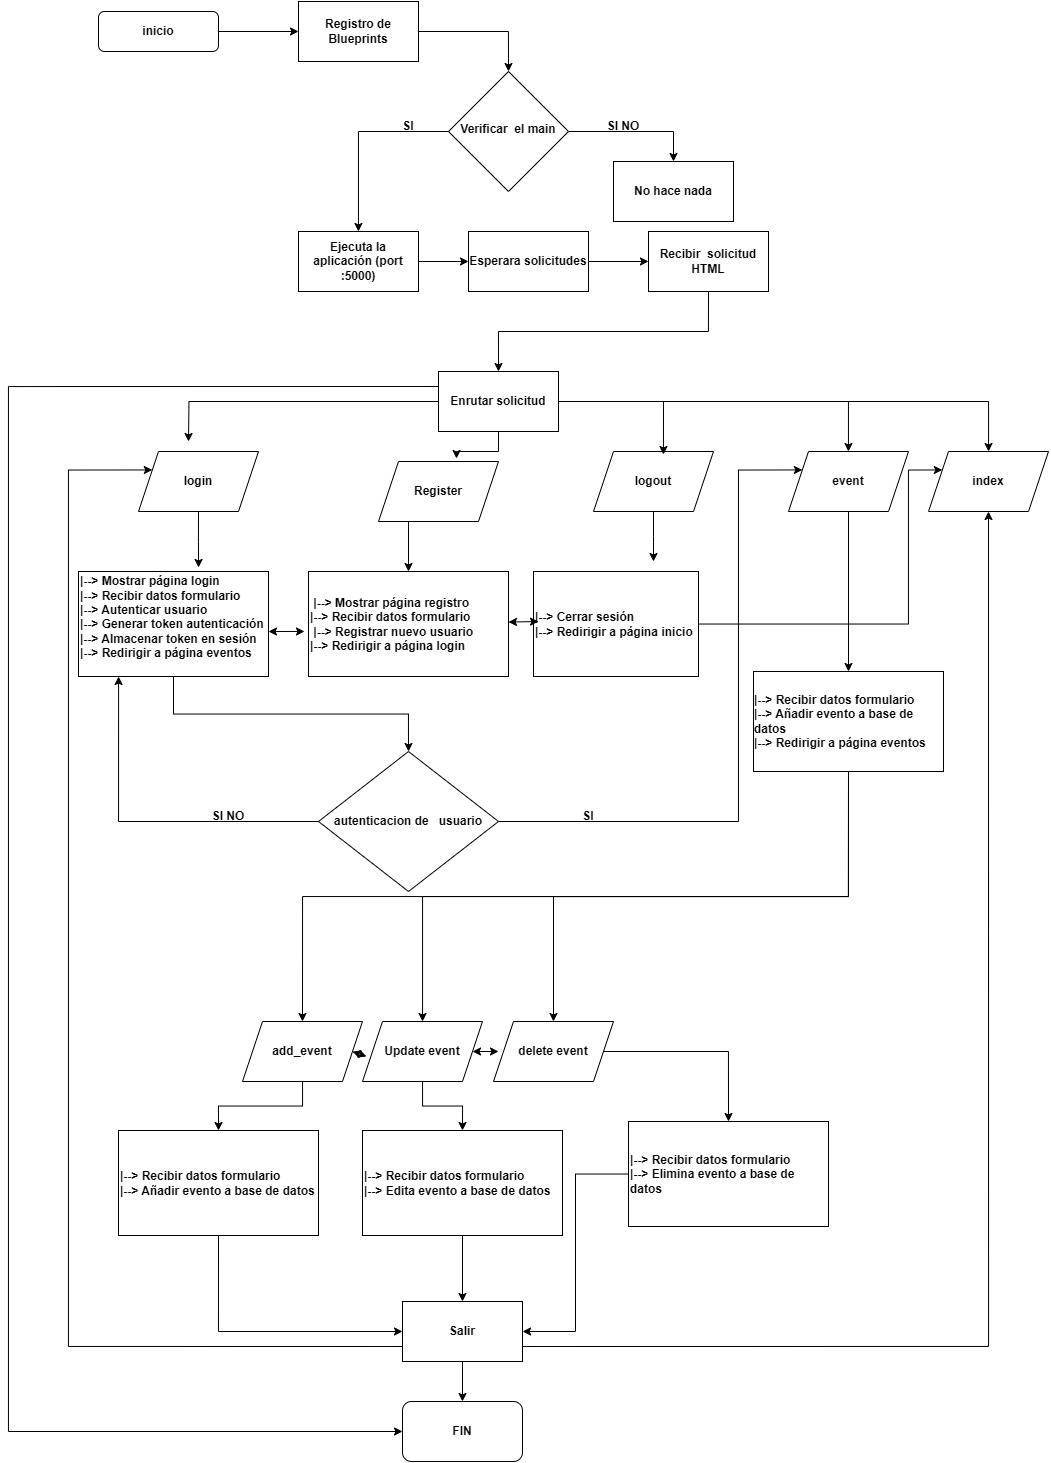 inicio
Registro de
Blueprints
Verificar el main
SI
SI NO
No hace nada
Ejecuta la
aplicación (port
:5000)
Esperara solicitudes
Recibir solicitud
HTML
Enrutar solicitud
login
Register
logout
event
index
|--> Mostrar página login
|--> Recibir datos formulario
|--> Autenticar usuario
|--> Generar token autenticación
|--> Almacenar token en sesión
|--> Redirigir a página eventos
|--> Mostrar página registro
|--> Recibir datos formulario
|--> Registrar nuevo usuario
|--> Redirigir a página login
|--> Cerrar sesión
|--> Redirigir a página inicio
|--> Recibir datos formulario
|--> Añadir evento a base de
datos
|--> Redirigir a página eventos
SI NO
autenticacion de usuario
SI
add_event
Update event
delete event
|--> Recibir datos formulario
|--> Añadir evento a base de datos
|--> Recibir datos formulario
|--> Edita evento a base de datos
|--> Recibir datos formulario
|--> Elimina evento a base de
datos
Salir
FIN